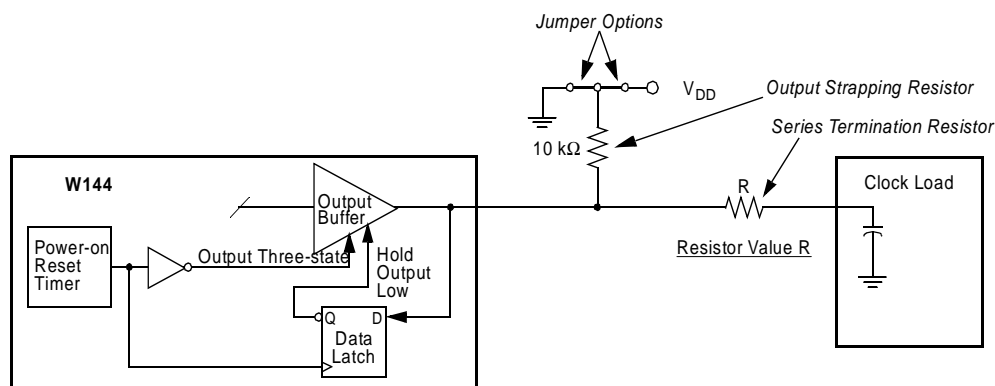 Jumper Options
V_DD
Output Strapping Resistor
Series Termination Resistor
10 kΩ
W144
Output
Buffer
R
Clock Load
Power-on
Reset
Timer
Output Three-state
Hold
Output
Low
Resistor Value R
Q
D
Data
Latch